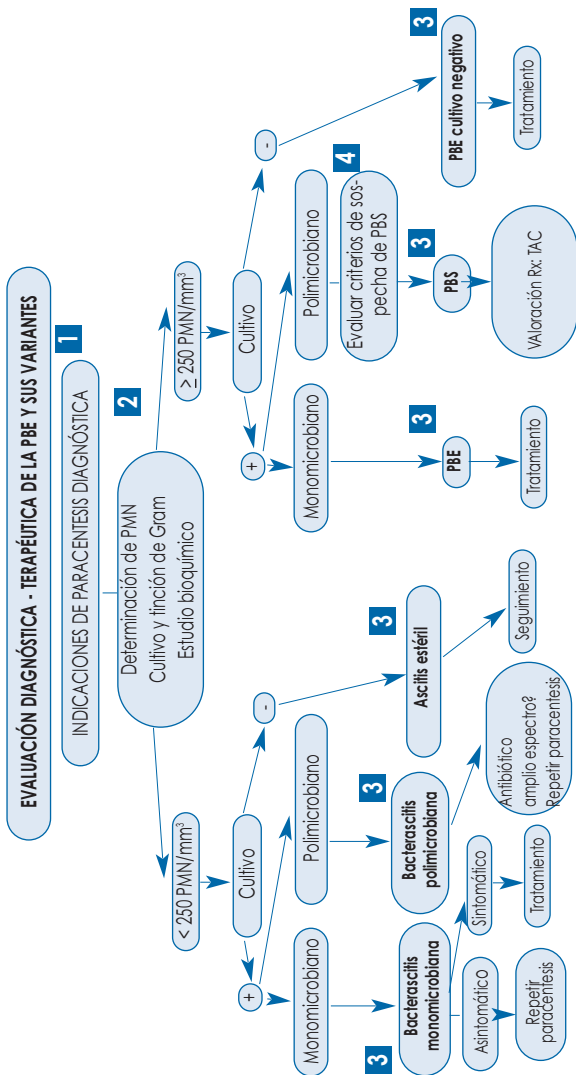 EVALUACIÓN DIAGNÓSTICA - TERAPÉUTICA DE LA PBE Y SUS VARIANTES
1
INDICACIONES DE PARACENTESIS DIAGNÓSTICA
2
Determinación de PMN
Cultivo y tinción de Gram
Estudio bioquímico
< 250 PMN/mm³
Cultivo
+
-
Monomicrobiano
Polimicrobiano
3
Bacterascitis
monomicrobiana
3
Bacterascitis
polimicrobiana
3
Ascitis estéril
Asintomático
Sintomático
Repetir
paracentesis
Tratamiento
Antibiótico
amplio espectro?
Repetir paracentesis
Seguimiento
≥ 250 PMN/mm³
Cultivo
+
-
Monomicrobiano
Polimicrobiano
4
Evaluar criterios de sos-
pecha de PBS
3
PBE
3
PBS
3
PBE cultivo negativo
Tratamiento
VAloración Rx: TAC
Tratamiento